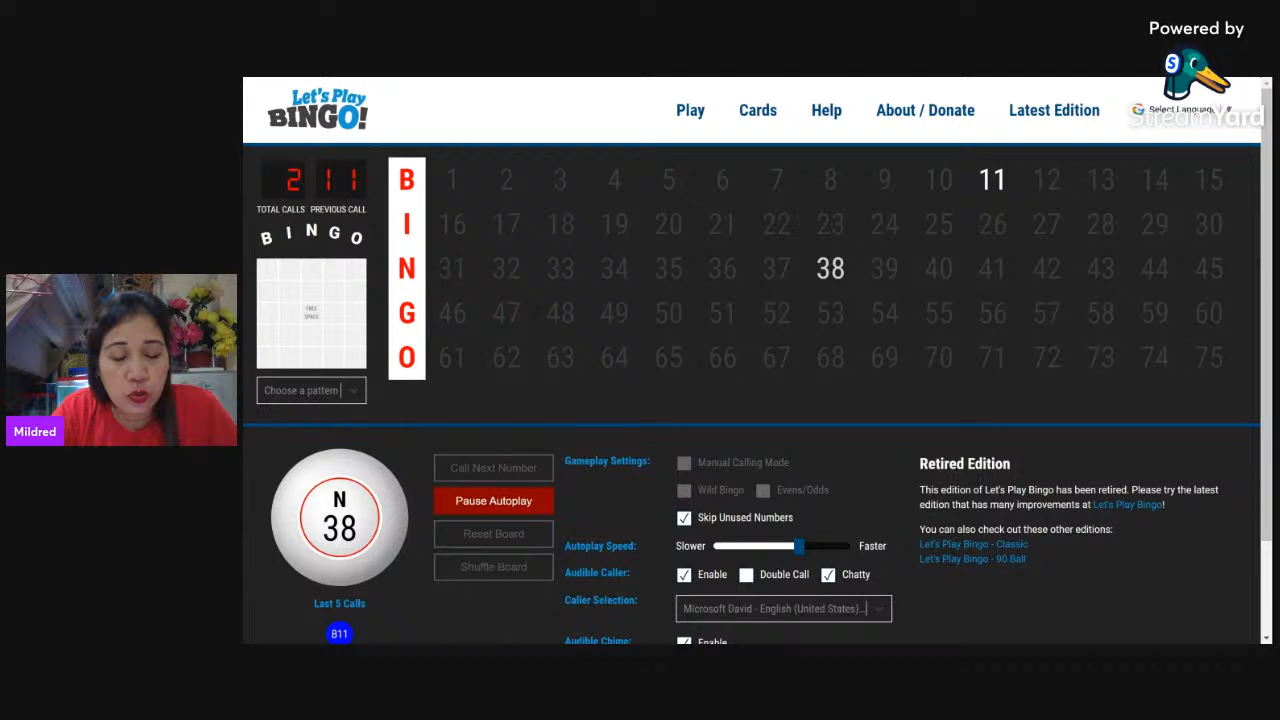 Powered by
StreamYard
Let's Play
BINGO!
Play
Cards
Help
About / Donate
Latest Edition
Select Language
2
11
TOTAL CALLS
PREVIOUS CALL
B I N G O
FREE
SPACE
Choose a pattern
B 1 2 3 4 5 6 7 8 9 10 11 12 13 14 15
I 16 17 18 19 20 21 22 23 24 25 26 27 28 29 30
N 31 32 33 34 35 36 37 38 39 40 41 42 43 44 45
G 46 47 48 49 50 51 52 53 54 55 56 57 58 59 60
O 61 62 63 64 65 66 67 68 69 70 71 72 73 74 75
Mildred
N
38
Last 5 Calls
B11
Call Next Number
Pause Autoplay
Reset Board
Shuffle Board
Gameplay Settings:
Manual Calling Mode
Wild Bingo
Evens/Odds
Skip Unused Numbers
Autoplay Speed:
Slower
Faster
Audible Caller:
Enable
Double Call
Chatty
Caller Selection:
Microsoft David - English (United States)...
Audible Chime:
Enable
Retired Edition
This edition of Let's Play Bingo has been retired. Please try the latest
edition that has many improvements at Let's Play Bingo!
You can also check out these other editions:
Let's Play Bingo - Classic
Let's Play Bingo - 90 Ball